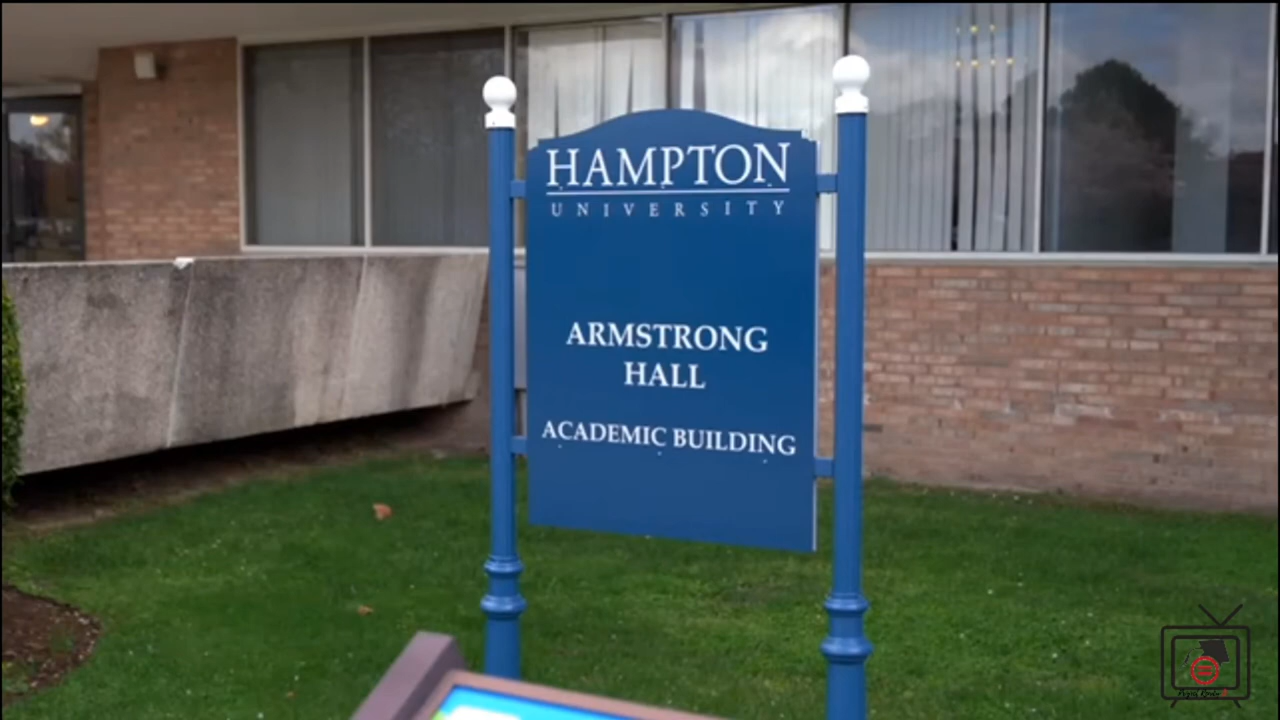 HAMPTON
UNIVERSITY
ARMSTRONG
HALL
ACADEMIC BUILDING